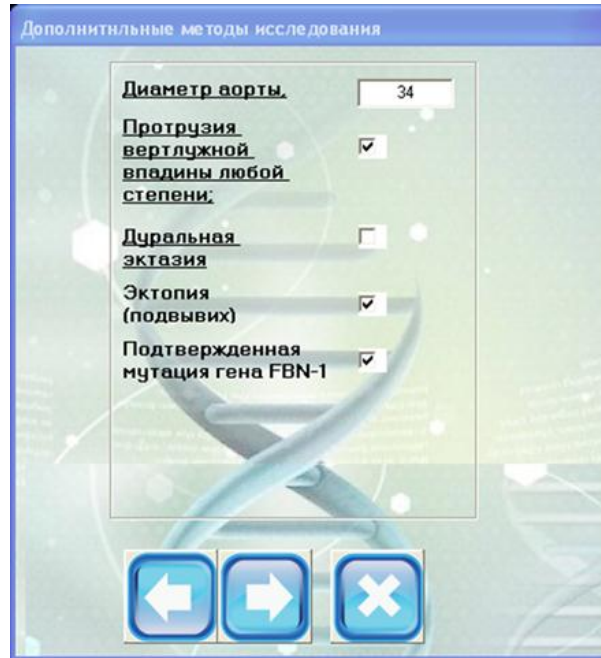 Дополнитнльные методы исследования
Диаметр аорты,
34
Протрузия
вертлужной
впадины любой
степени;
Дуральная
эктазия
Эктопия
(подвывих)
Подтвержденная
мутация гена FBN-1